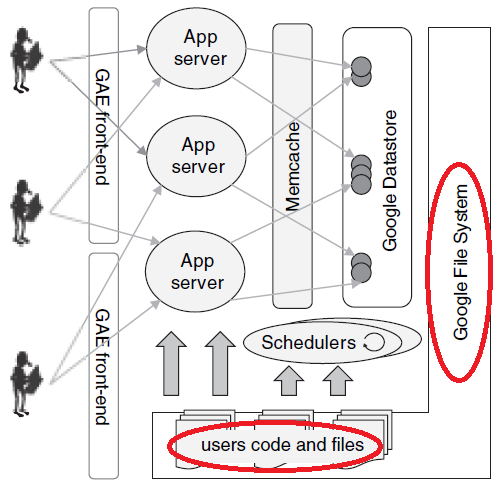 App
server
GAE front-end
App
server
Memcache
Google Datastore
Google File System
App
server
GAE front-end
Schedulers
users code and files